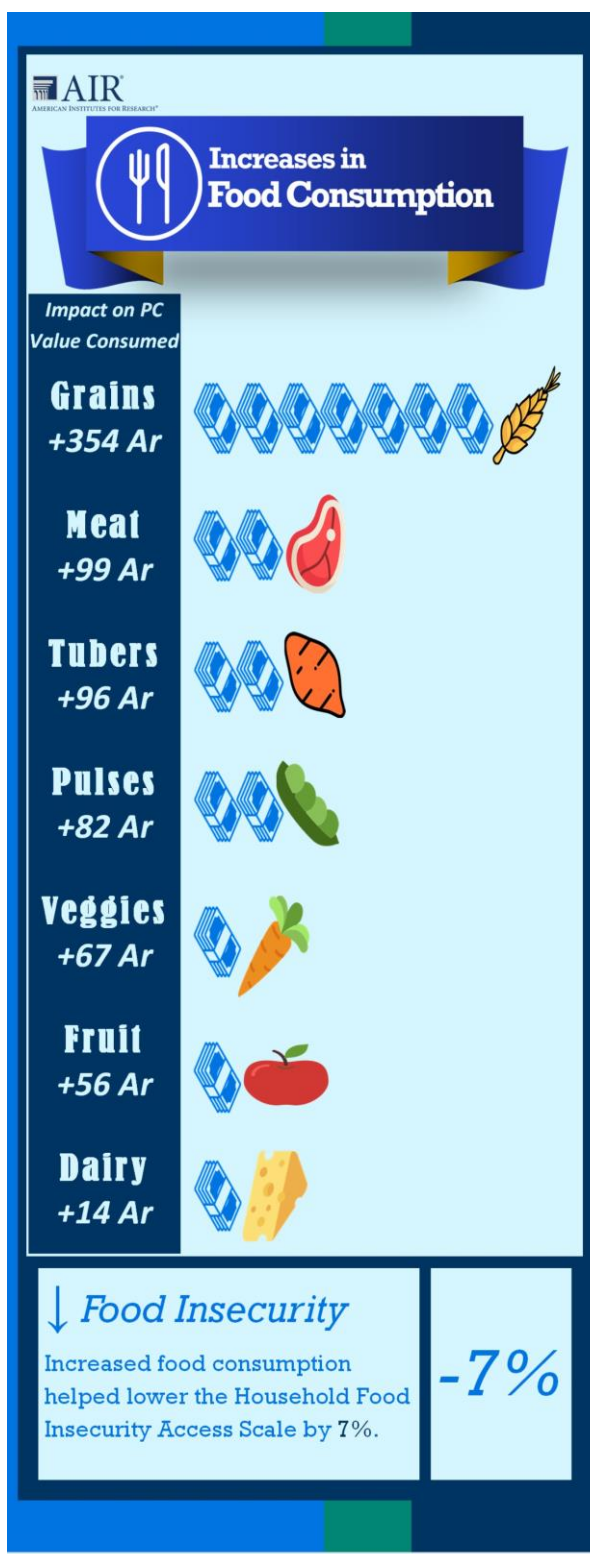 AIR®
AMERICAN INSTITUTES FOR RESEARCH®
Increases in
Food Consumption
Impact on PC
Value Consumed
Grains
+354 Ar
Meat
+99 Ar
Tubers
+96 Ar
Pulses
+82 Ar
Veggies
+67 Ar
Fruit
+56 Ar
Dairy
+14 Ar
↓ Food Insecurity
Increased food consumption
helped lower the Household Food
Insecurity Access Scale by 7%.
-7%